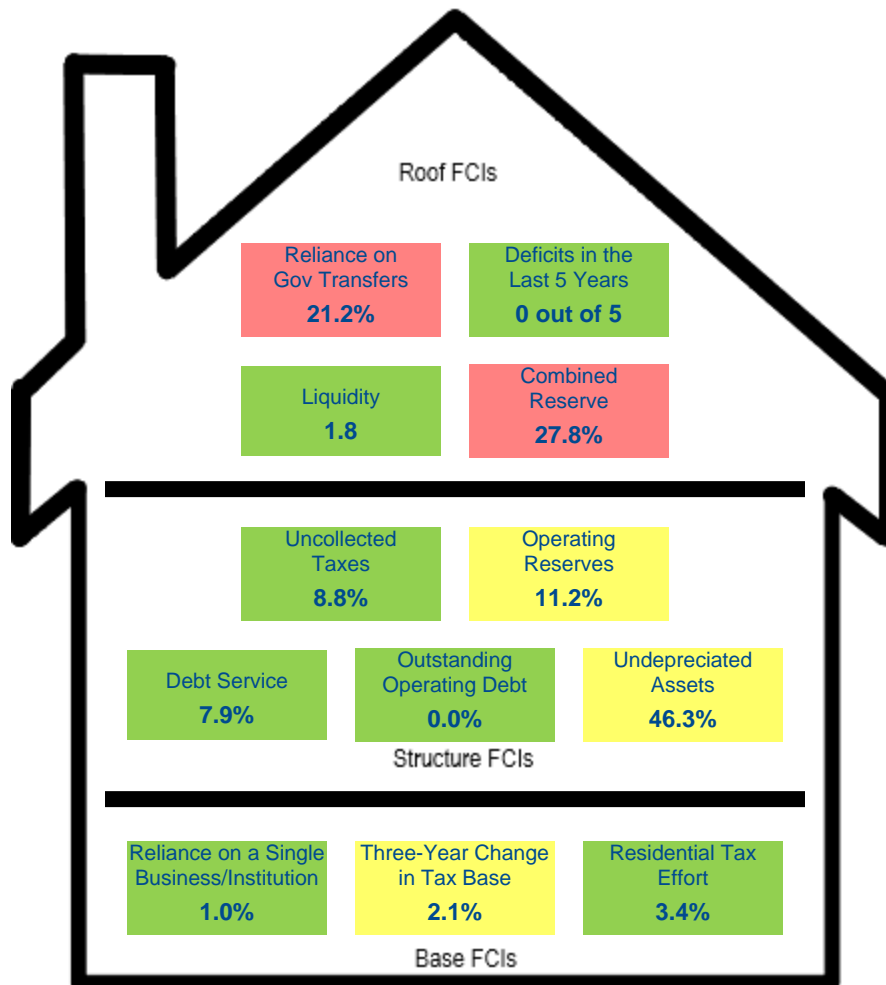 Roof FCIs
Reliance on
Gov Transfers
21.2%
Deficits in the
Last 5 Years
0 out of 5
Liquidity
1.8
Combined
Reserve
27.8%
Uncollected
Taxes
8.8%
Operating
Reserves
11.2%
Debt Service
7.9%
Outstanding
Operating Debt
0.0%
Undepreciated
Assets
46.3%
Structure FCIs
Reliance on a Single
Business/Institution
1.0%
Three-Year Change
in Tax Base
2.1%
Residential Tax
Effort
3.4%
Base FCIs